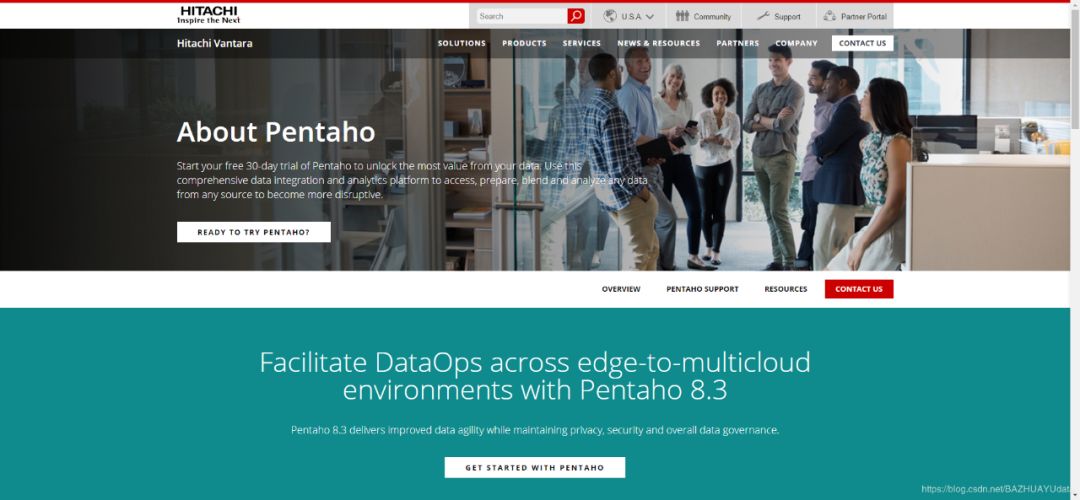 HITACHI
Inspire the Next
Search
U.S.A
Community
Support
Partner Portal
Hitachi Vantara
SOLUTIONS
PRODUCTS
SERVICES
NEWS & RESOURCES
PARTNERS
COMPANY
CONTACT US
About Pentaho
Start your free 30-day trial of Pentaho to unlock the most value from your data. Use this
comprehensive data integration and analytics platform to access, prepare, blend and analyze any data
from any source to become more disruptive.
READY TO TRY PENTAHO?
OVERVIEW
PENTAHO SUPPORT
RESOURCES
CONTACT US
Facilitate DataOps across edge-to-multicloud
environments with Pentaho 8.3
Pentaho 8.3 delivers improved data agility while maintaining privacy, security and overall data governance.
GET STARTED WITH PENTAHO
https://blog.csdn.net/BAZHUAYUdat